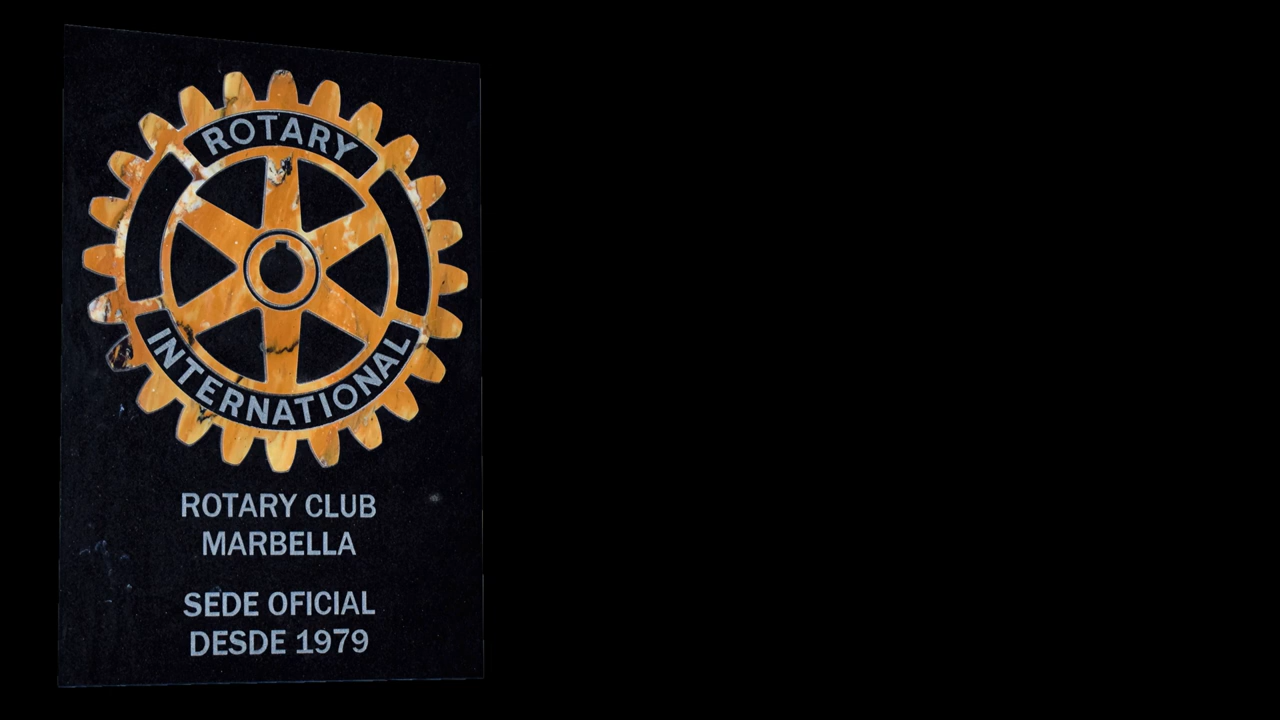 ROTARY
INTERNATIONAL
ROTARY CLUB
MARBELLA
SEDE OFICIAL
DESDE 1979